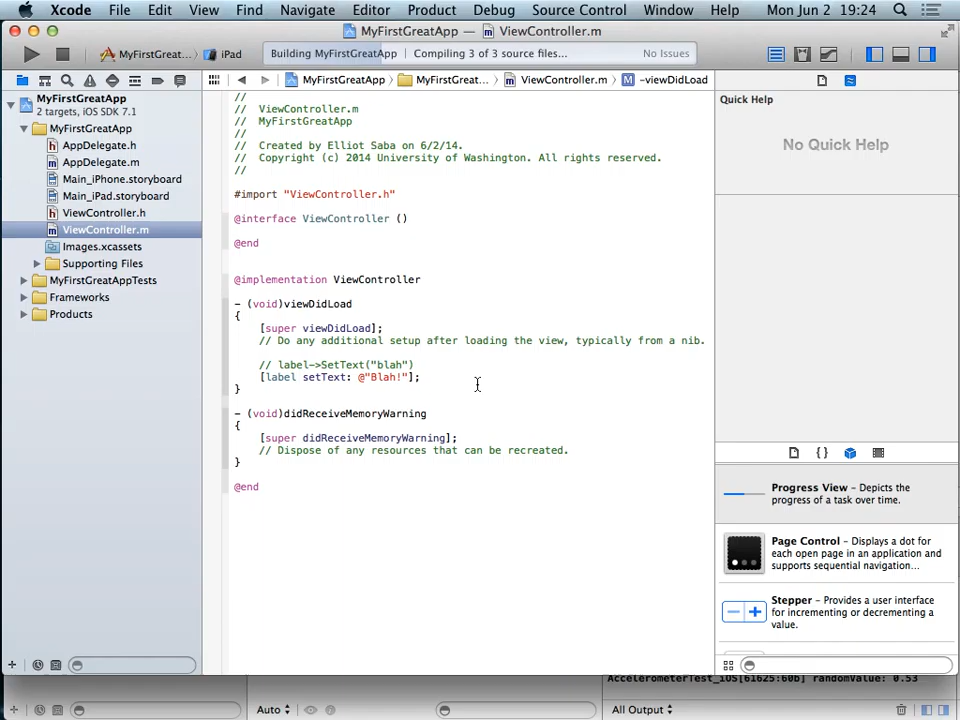 Xcode File Edit View Find Navigate Editor Product Debug Source Control Window Help Mon Jun 2 19:24
MyFirstGreatApp — ViewController.m
MyFirstGreat... iPad Building MyFirstGreatApp Compiling 3 of 3 source files... No Issues
MyFirstGreatApp MyFirstGreat... ViewController.m M -viewDidLoad
MyFirstGreatApp
2 targets, iOS SDK 7.1
MyFirstGreatApp
AppDelegate.h
AppDelegate.m
Main_iPhone.storyboard
Main_iPad.storyboard
ViewController.h
ViewController.m
Images.xcassets
Supporting Files
MyFirstGreatAppTests
Frameworks
Products
//
// ViewController.m
// MyFirstGreatApp
//
// Created by Elliot Saba on 6/2/14.
// Copyright (c) 2014 University of Washington. All rights reserved.
//
#import "ViewController.h"
@interface ViewController ()
@end
@implementation ViewController
- (void)viewDidLoad
{
[super viewDidLoad];
// Do any additional setup after loading the view, typically from a nib.
// label->SetText("blah")
[label setText: @"Blah!"];
}
- (void)didReceiveMemoryWarning
{
[super didReceiveMemoryWarning];
// Dispose of any resources that can be recreated.
}
@end
Quick Help
No Quick Help
{ }
Progress View – Depicts the
progress of a task over time.
Page Control – Displays a dot for
each open page in an application and
supports sequential navigation...
Stepper – Provides a user interface
for incrementing or decrementing a
value.
AccelerometerTest_iOS[61625:60b] randomValue: 0.53
Auto
All Output